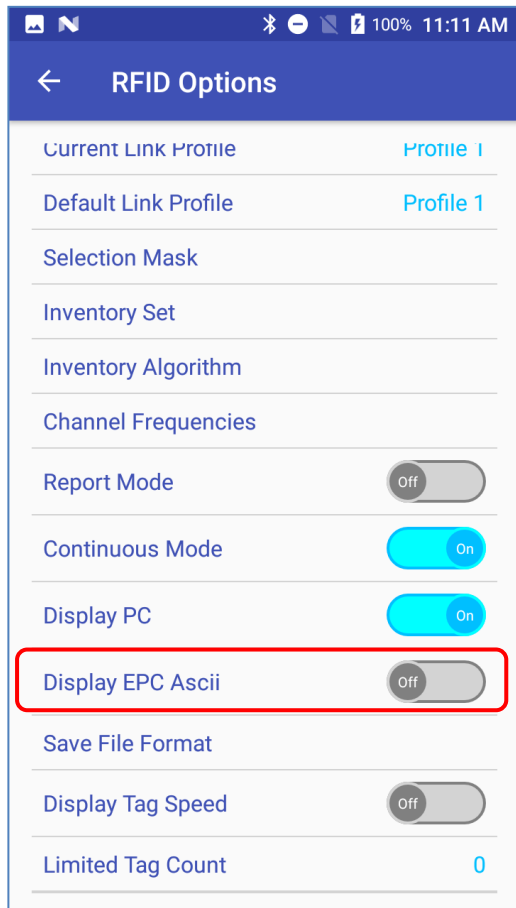 100% 11:11 AM
RFID Options
Current Link Profile Profile 1
Default Link Profile Profile 1
Selection Mask
Inventory Set
Inventory Algorithm
Channel Frequencies
Report Mode Off
Continuous Mode On
Display PC On
Display EPC Ascii Off
Save File Format
Display Tag Speed Off
Limited Tag Count 0